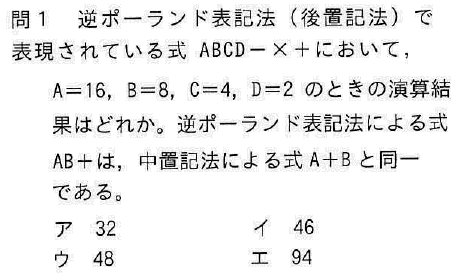 問1　逆ポーランド表記法（後置記法）で
表現されている式 ABCD－×＋において，
A＝16，B＝8，C＝4，D＝2 のときの演算結
果はどれか。逆ポーランド表記法による式
AB＋は，中置記法による式A＋Bと同一
である。
ア　32　　　　　　イ　46
ウ　48　　　　　　エ　94